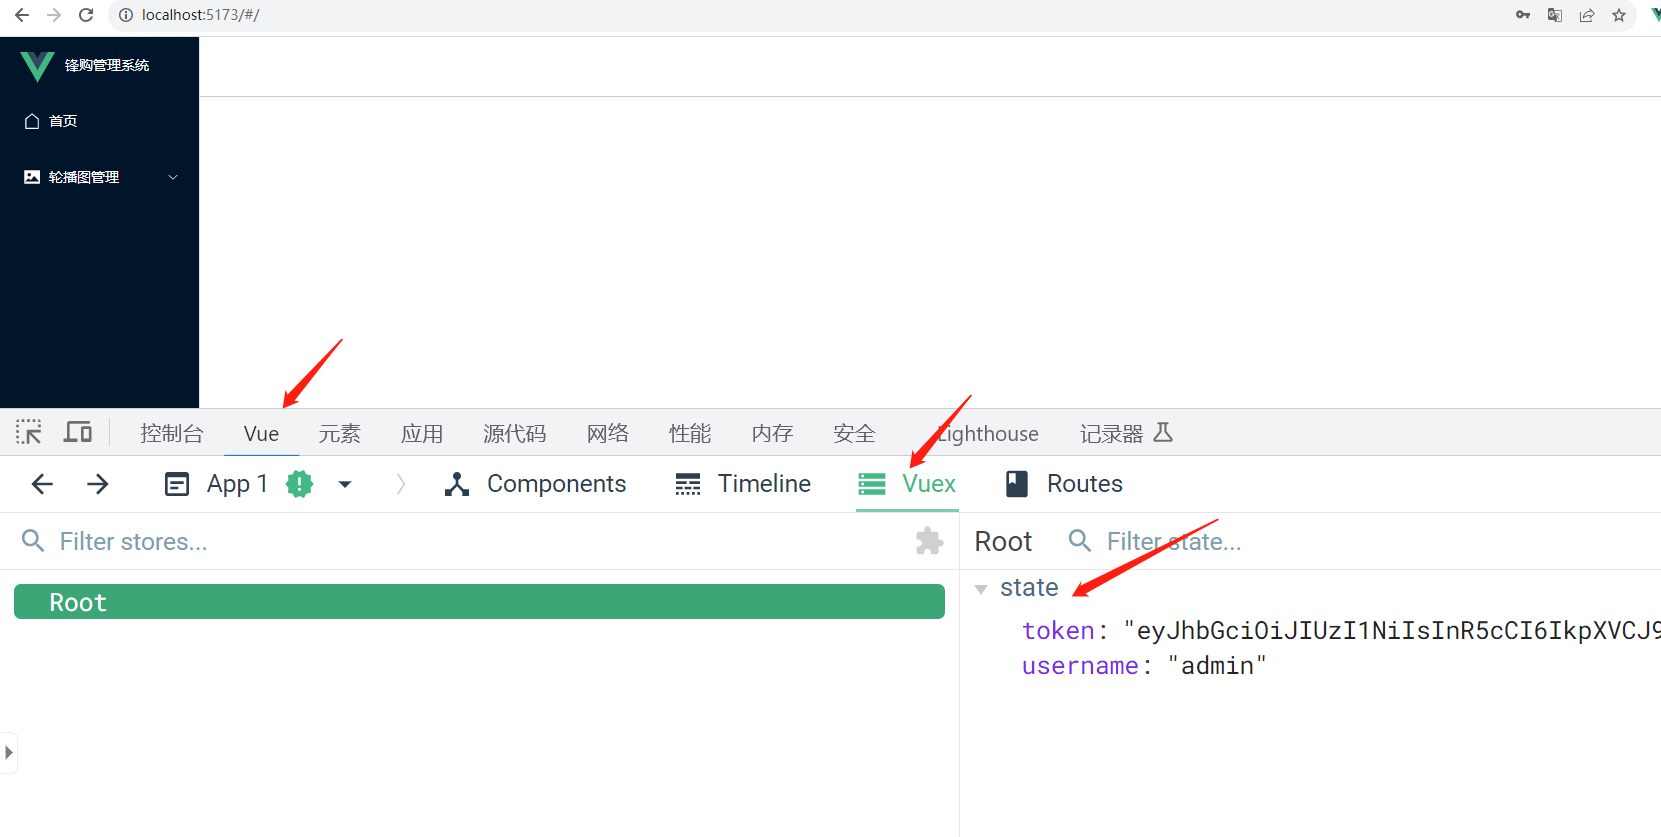 localhost:5173/#/
锋购管理系统
首页
轮播图管理
控制台 Vue 元素 应用 源代码 网络 性能 内存 安全 Lighthouse 记录器
App 1 Components Timeline Vuex Routes
Filter stores... Root Filter state...
Root
state
token: "eyJhbGciOiJIUzI1NiIsInR5cCI6IkpXVCJ9
username: "admin"